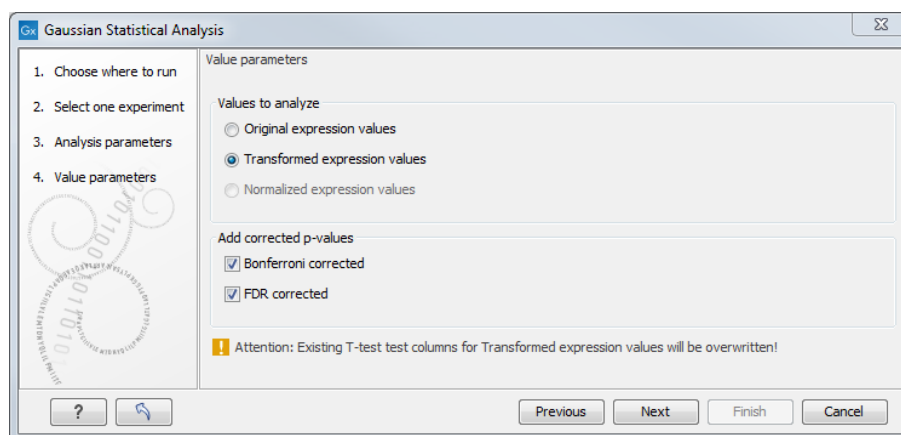 Gx Gaussian Statistical Analysis
1. Choose where to run
2. Select one experiment
3. Analysis parameters
4. Value parameters
Value parameters
Values to analyze
Original expression values
Transformed expression values
Normalized expression values
Add corrected p-values
Bonferroni corrected
FDR corrected
! Attention: Existing T-test test columns for Transformed expression values will be overwritten!
? Previous Next Finish Cancel